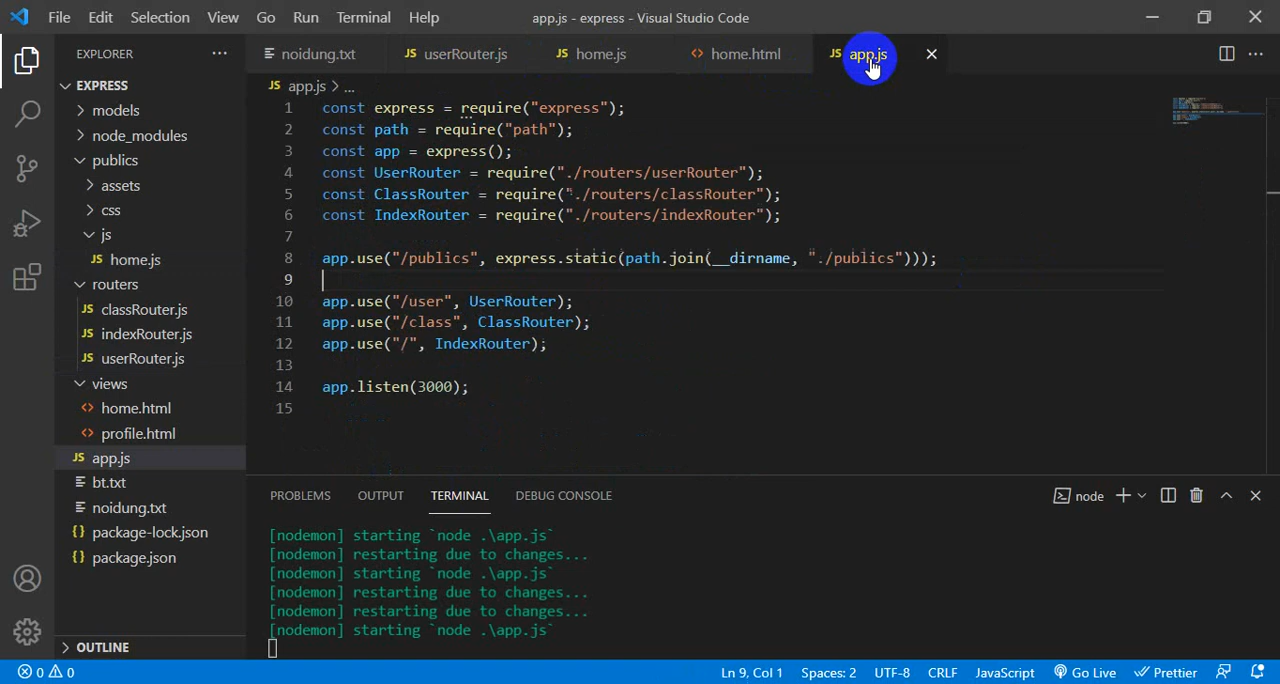 File Edit Selection View Go Run Terminal Help app.js - express - Visual Studio Code
EXPLORER ...
noidung.txt JS userRouter.js JS home.js <> home.html JS app.js
EXPRESS
JS app.js > ...
models
node_modules
publics
assets
css
js
JS home.js
routers
JS classRouter.js
JS indexRouter.js
JS userRouter.js
views
<> home.html
<> profile.html
JS app.js
bt.txt
noidung.txt
{} package-lock.json
{} package.json
OUTLINE
1 const express = require("express");
2 const path = require("path");
3 const app = express();
4 const UserRouter = require("./routers/userRouter");
5 const ClassRouter = require("./routers/classRouter");
6 const IndexRouter = require("./routers/indexRouter");
7
8 app.use("/publics", express.static(path.join(__dirname, "./publics")));
9
10 app.use("/user", UserRouter);
11 app.use("/class", ClassRouter);
12 app.use("/", IndexRouter);
13
14 app.listen(3000);
15
PROBLEMS OUTPUT TERMINAL DEBUG CONSOLE node
[nodemon] starting `node .\app.js`
[nodemon] restarting due to changes...
[nodemon] starting `node .\app.js`
[nodemon] restarting due to changes...
[nodemon] restarting due to changes...
[nodemon] starting `node .\app.js`
0 0 Ln 9, Col 1 Spaces: 2 UTF-8 CRLF JavaScript Go Live Prettier